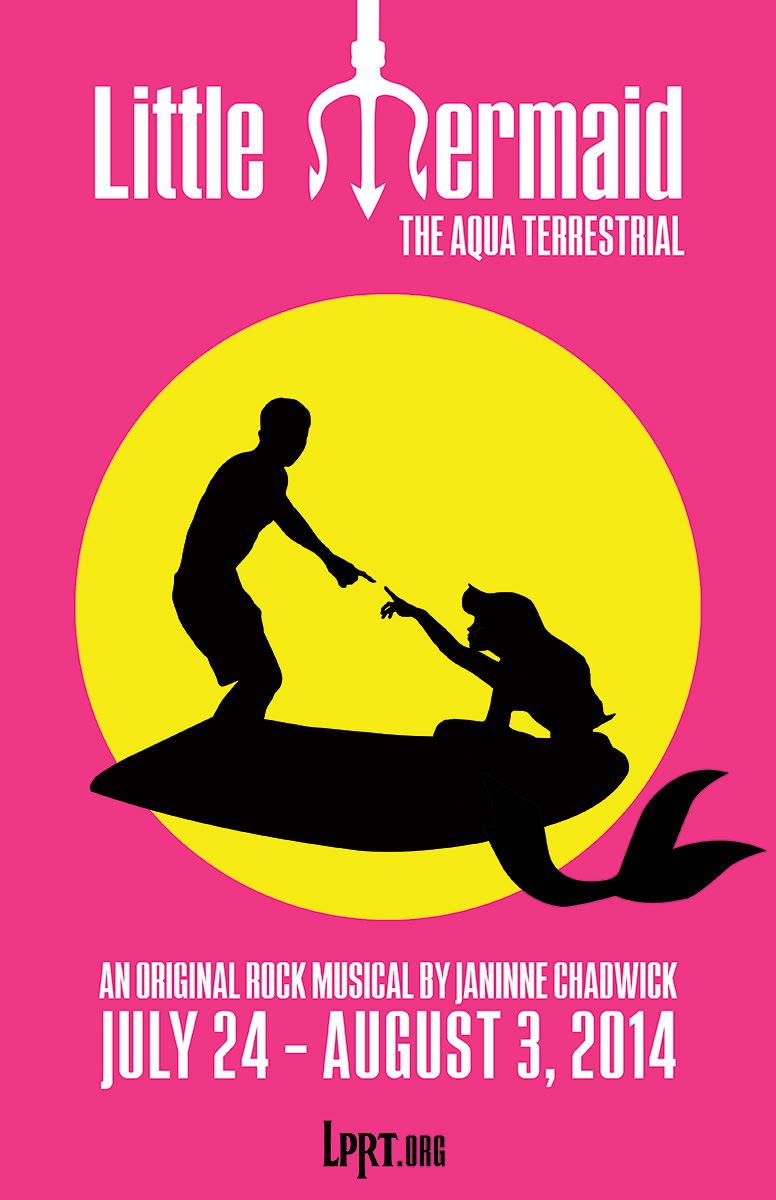 Little Mermaid
THE AQUA TERRESTRIAL
AN ORIGINAL ROCK MUSICAL BY JANINNE CHADWICK
JULY 24 - AUGUST 3, 2014
LPRT.ORG